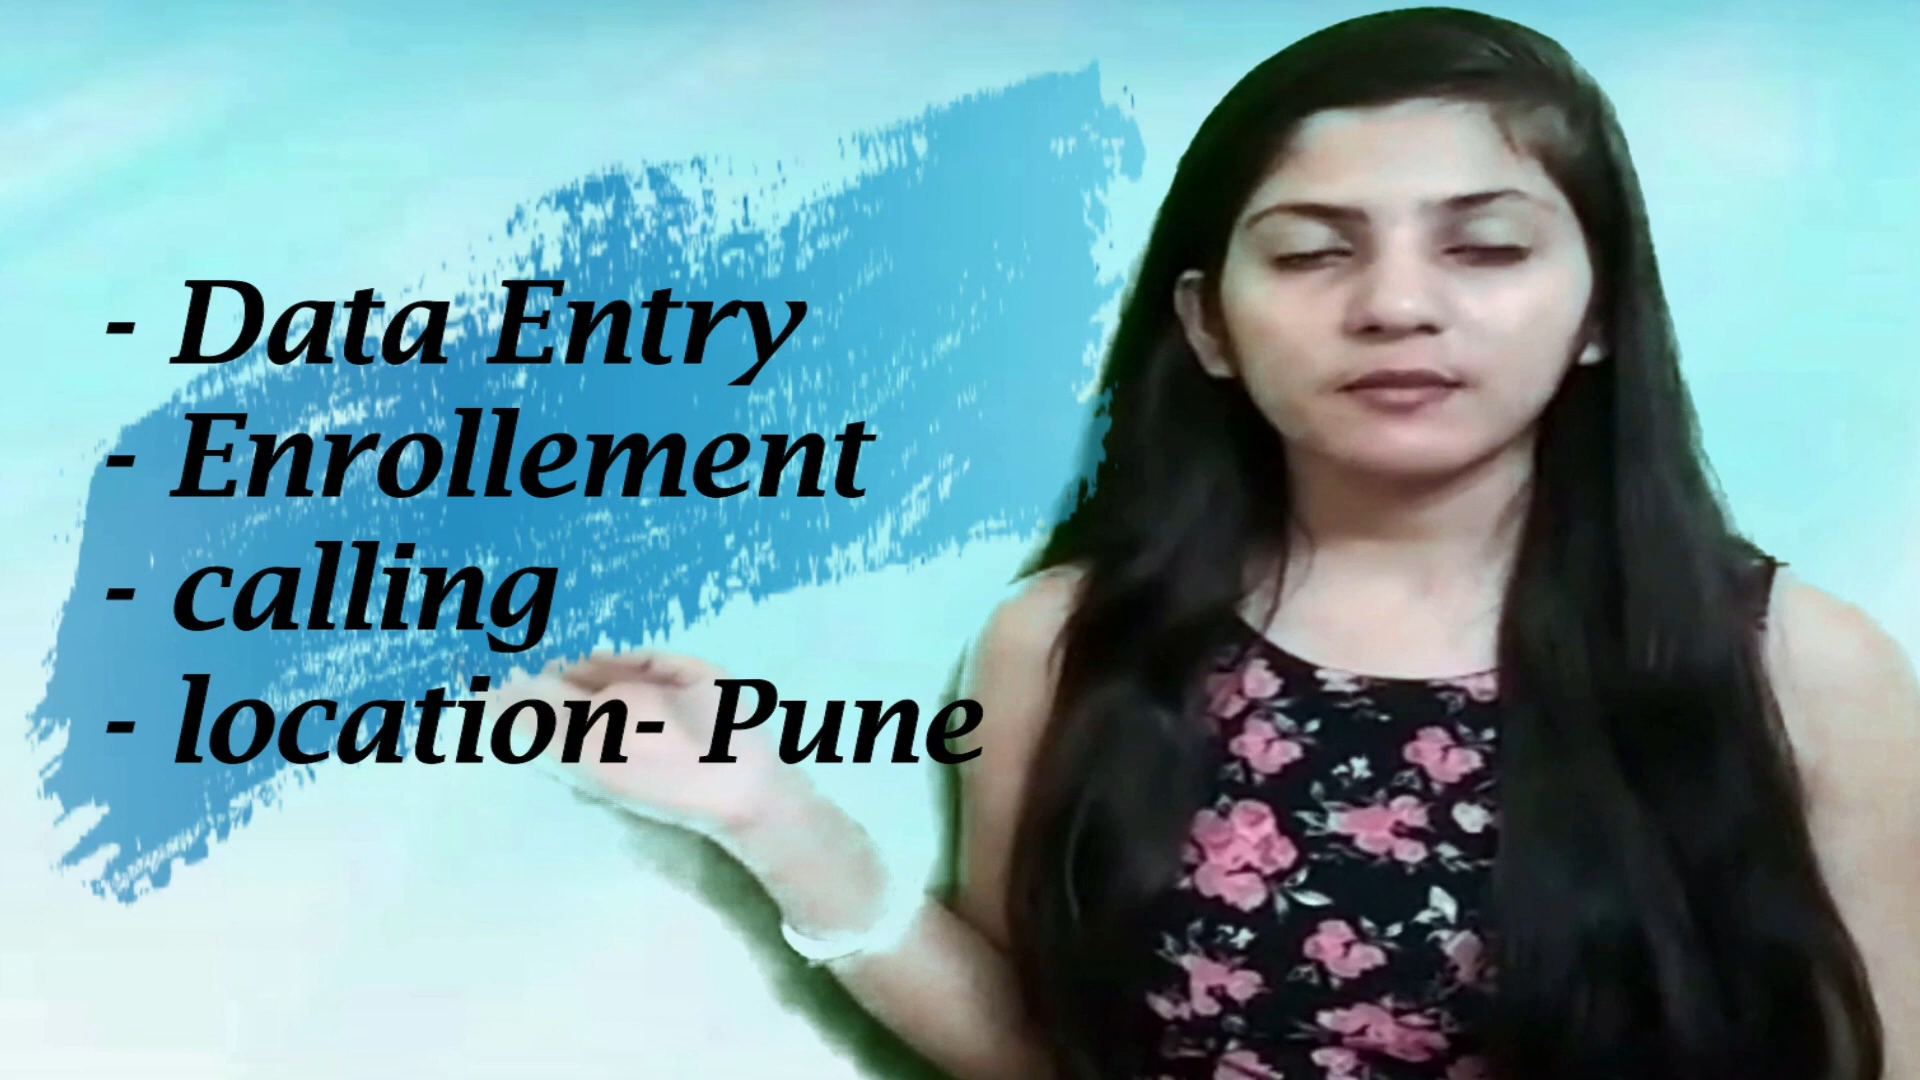 - Data Entry
- Enrollement
- calling
- location- Pune